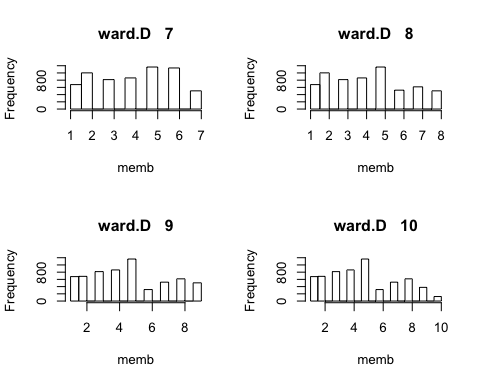 ward.D 7
Frequency
800
0
1 2 3 4 5 6 7
memb
ward.D 8
Frequency
800
0
1 2 3 4 5 6 7 8
memb
ward.D 9
Frequency
800
0
2 4 6 8
memb
ward.D 10
Frequency
800
0
2 4 6 8 10
memb